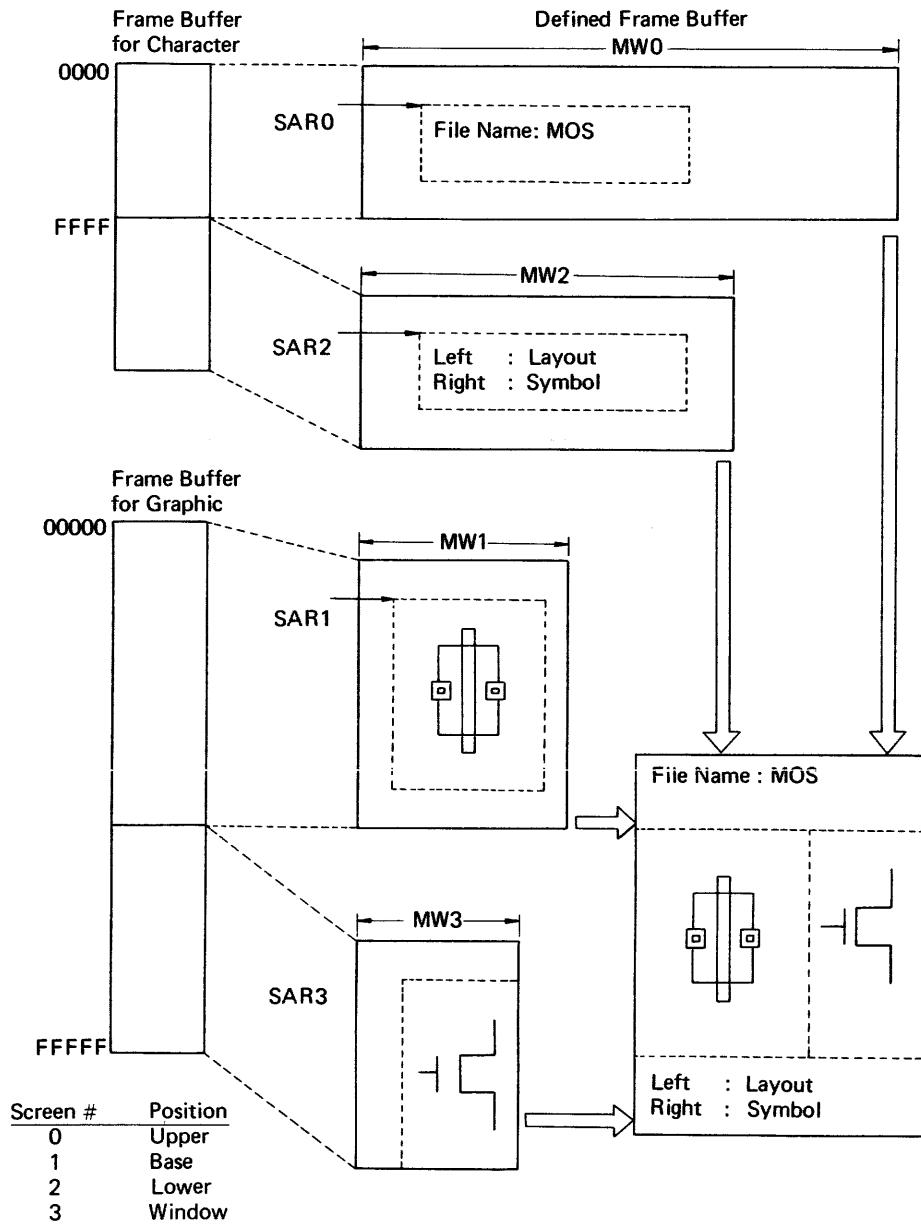 Frame Buffer
for Character
Defined Frame Buffer
MW0
0000
SAR0
File Name: MOS
FFFF
MW2
SAR2
Left : Layout
Right : Symbol
Frame Buffer
for Graphic
00000
MW1
SAR1
File Name : MOS
MW3
SAR3
FFFFF
Left : Layout
Right : Symbol
Screen # Position
0 Upper
1 Base
2 Lower
3 Window